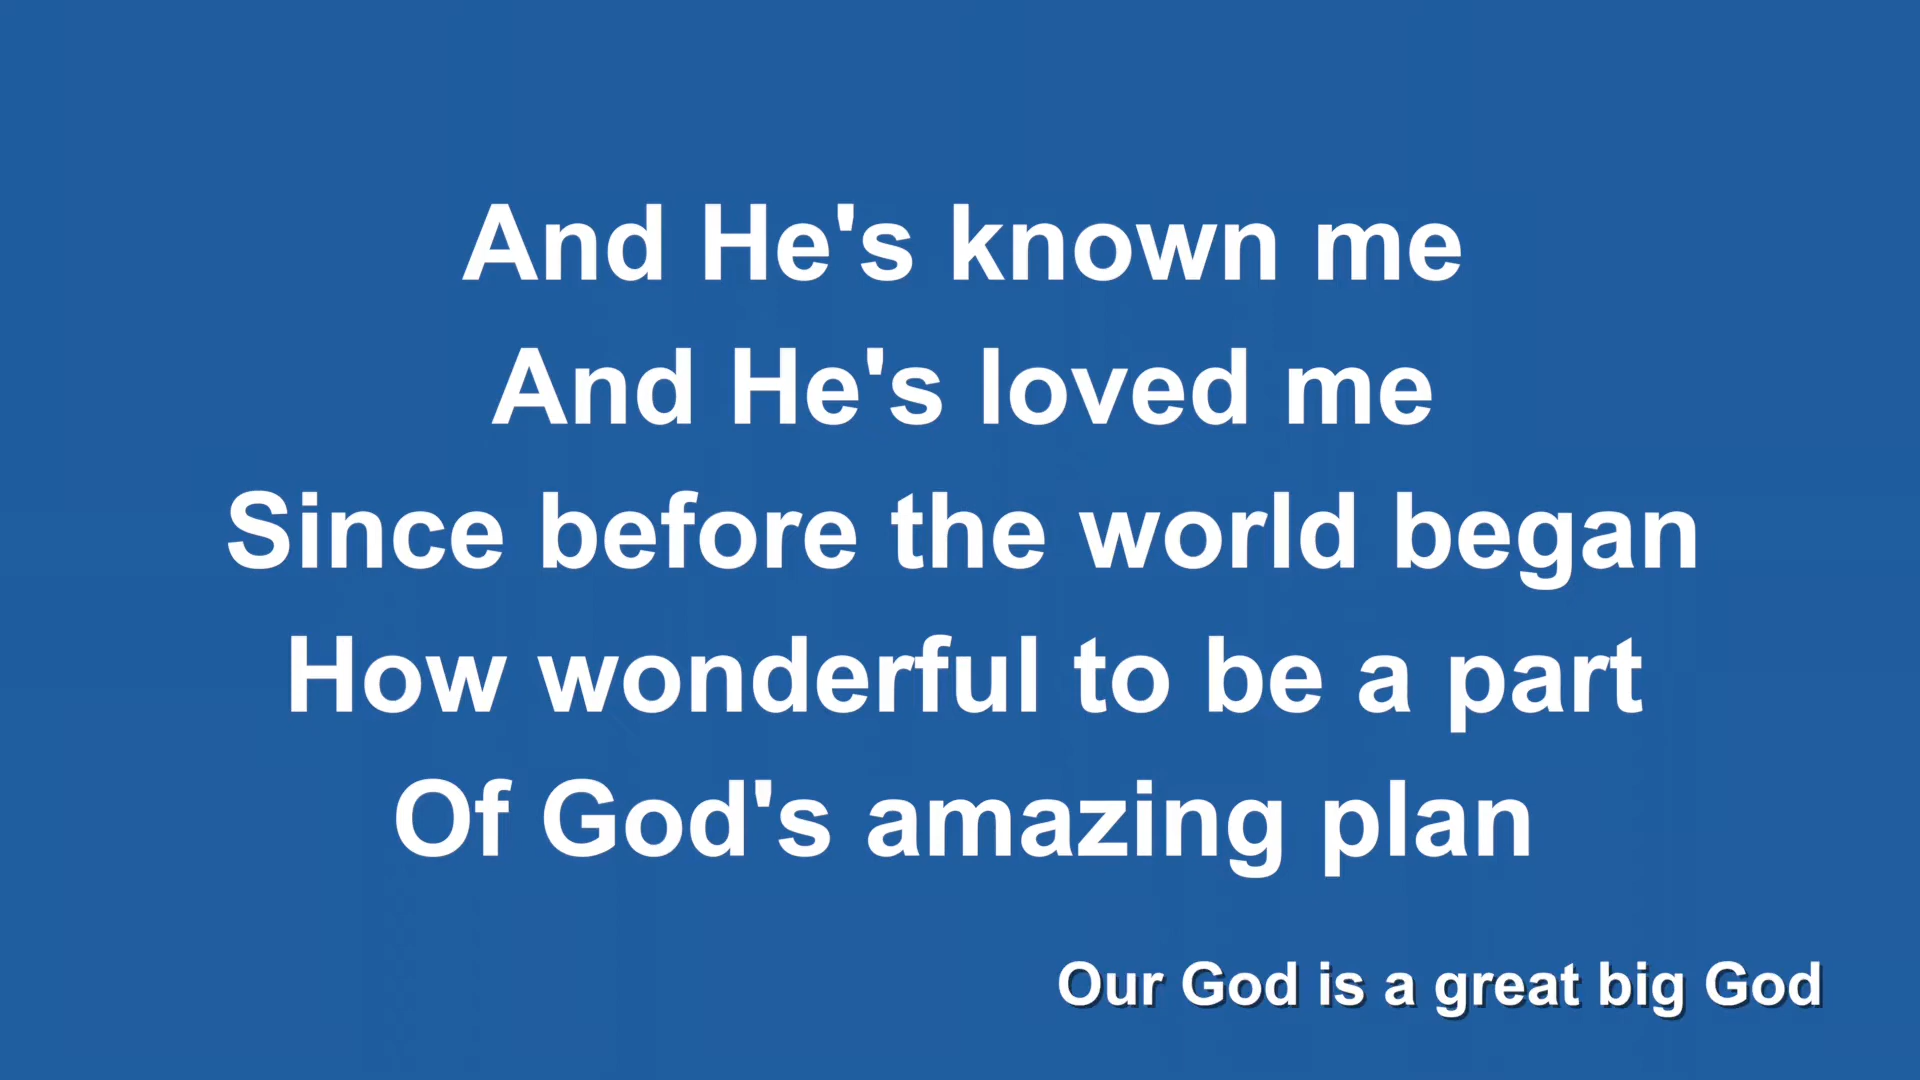 And He's known me
And He's loved me
Since before the world began
How wonderful to be a part
Of God's amazing plan
Our God is a great big God